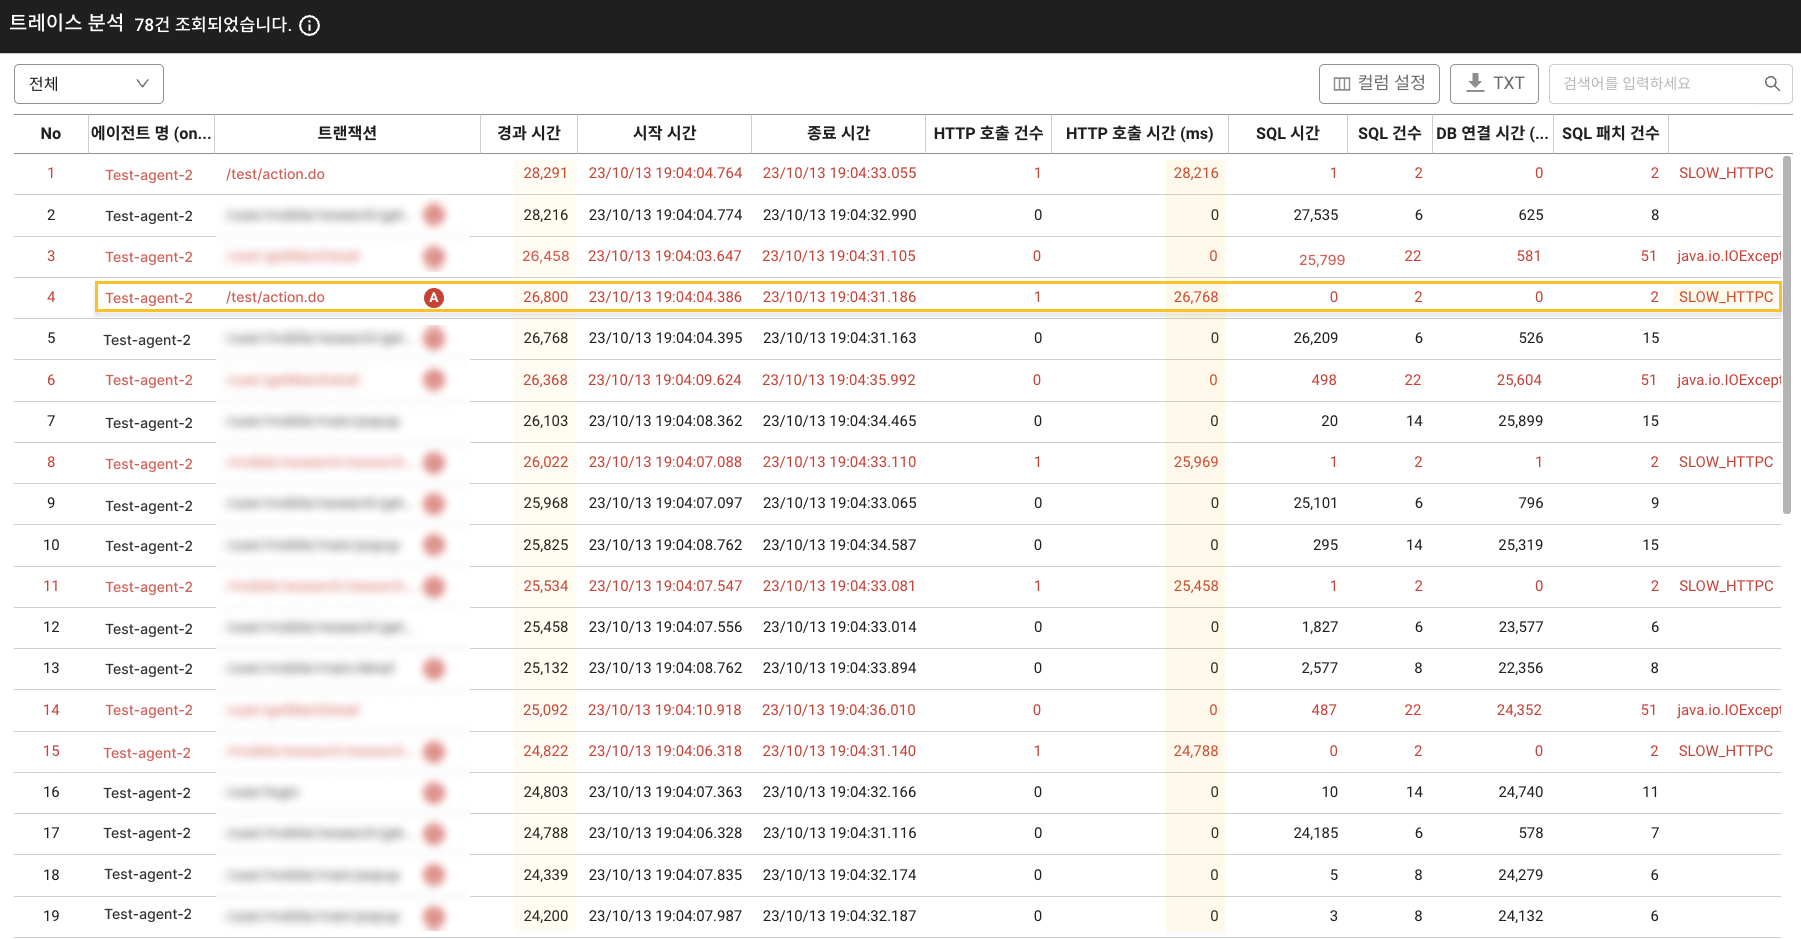 트레이스 분석 78건 조회되었습니다.
전체 컬럼 설정 TXT 검색어를 입력하세요
No 에이전트 명 (on... 트랜잭션 경과 시간 시작 시간 종료 시간 HTTP 호출 건수 HTTP 호출 시간 (ms) SQL 시간 SQL 건수 DB 연결 시간 (... SQL 패치 건수
1 Test-agent-2 /test/action.do 28,291 23/10/13 19:04:04.764 23/10/13 19:04:33.055 1 28,216 1 2 0 2 SLOW_HTTPC
2 Test-agent-2 28,216 23/10/13 19:04:04.774 23/10/13 19:04:32.990 0 0 27,535 6 625 8
3 Test-agent-2 26,458 23/10/13 19:04:03.647 23/10/13 19:04:31.105 0 0 25,799 22 581 51 java.io.IOExcept
4 Test-agent-2 /test/action.do A 26,800 23/10/13 19:04:04.386 23/10/13 19:04:31.186 1 26,768 0 2 0 2 SLOW_HTTPC
5 Test-agent-2 26,768 23/10/13 19:04:04.395 23/10/13 19:04:31.163 0 0 26,209 6 526 15
6 Test-agent-2 26,368 23/10/13 19:04:09.624 23/10/13 19:04:35.992 0 0 498 22 25,604 51 java.io.IOExcept
7 Test-agent-2 26,103 23/10/13 19:04:08.362 23/10/13 19:04:34.465 0 0 20 14 25,899 15
8 Test-agent-2 26,022 23/10/13 19:04:07.088 23/10/13 19:04:33.110 1 25,969 1 2 1 2 SLOW_HTTPC
9 Test-agent-2 25,968 23/10/13 19:04:07.097 23/10/13 19:04:33.065 0 0 25,101 6 796 9
10 Test-agent-2 25,825 23/10/13 19:04:08.762 23/10/13 19:04:34.587 0 0 295 14 25,319 15
11 Test-agent-2 25,534 23/10/13 19:04:07.547 23/10/13 19:04:33.081 1 25,458 1 2 0 2 SLOW_HTTPC
12 Test-agent-2 25,458 23/10/13 19:04:07.556 23/10/13 19:04:33.014 0 0 1,827 6 23,577 6
13 Test-agent-2 25,132 23/10/13 19:04:08.762 23/10/13 19:04:33.894 0 0 2,577 8 22,356 8
14 Test-agent-2 25,092 23/10/13 19:04:10.918 23/10/13 19:04:36.010 0 0 487 22 24,352 51 java.io.IOExcept
15 Test-agent-2 24,822 23/10/13 19:04:06.318 23/10/13 19:04:31.140 1 24,788 0 2 0 2 SLOW_HTTPC
16 Test-agent-2 24,803 23/10/13 19:04:07.363 23/10/13 19:04:32.166 0 0 10 14 24,740 11
17 Test-agent-2 24,788 23/10/13 19:04:06.328 23/10/13 19:04:31.116 0 0 24,185 6 578 7
18 Test-agent-2 24,339 23/10/13 19:04:07.835 23/10/13 19:04:32.174 0 0 5 8 24,279 6
19 Test-agent-2 24,200 23/10/13 19:04:07.987 23/10/13 19:04:32.187 0 0 3 8 24,132 6